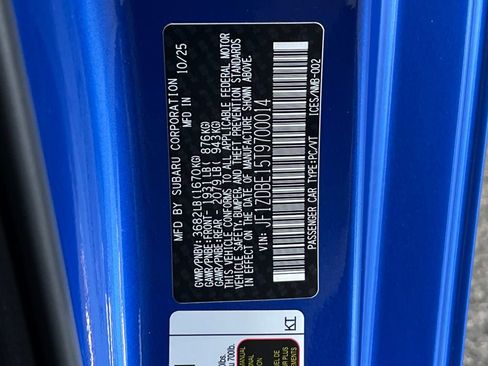 MFD BY SUBARU CORPORATION
MFD IN 10/25
GVWR/PNBV: 3682LB(1670KG)
GAWR/PNBE:FRONT- 1931LB( 876KG)
GAWR/PNBE:REAR - 2079LB( 943KG)
THIS VEHICLE CONFORMS TO ALL APPLICABLE FEDERAL MOTOR
VEHICLE SAFETY, BUMPER, AND THEFT PREVENTION STANDARDS
IN EFFECT ON THE DATE OF MANUFACTURE SHOWN ABOVE.
VIN: JF1ZDBE15T9700014
PASSENGER CAR/VIT TYPE:PC/VT ICES/NMB-002
KI